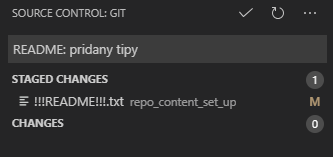 SOURCE CONTROL: GIT
README: pridany tipy
STAGED CHANGES 1
!!!README!!!.txt repo_content_set_up M
CHANGES 0